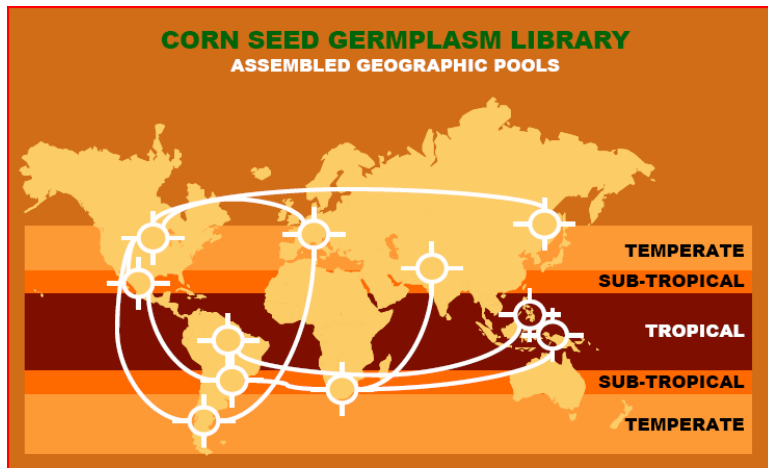 CORN SEED GERMPLASM LIBRARY
ASSEMBLED GEOGRAPHIC POOLS
TEMPERATE
SUB-TROPICAL
TROPICAL
SUB-TROPICAL
TEMPERATE